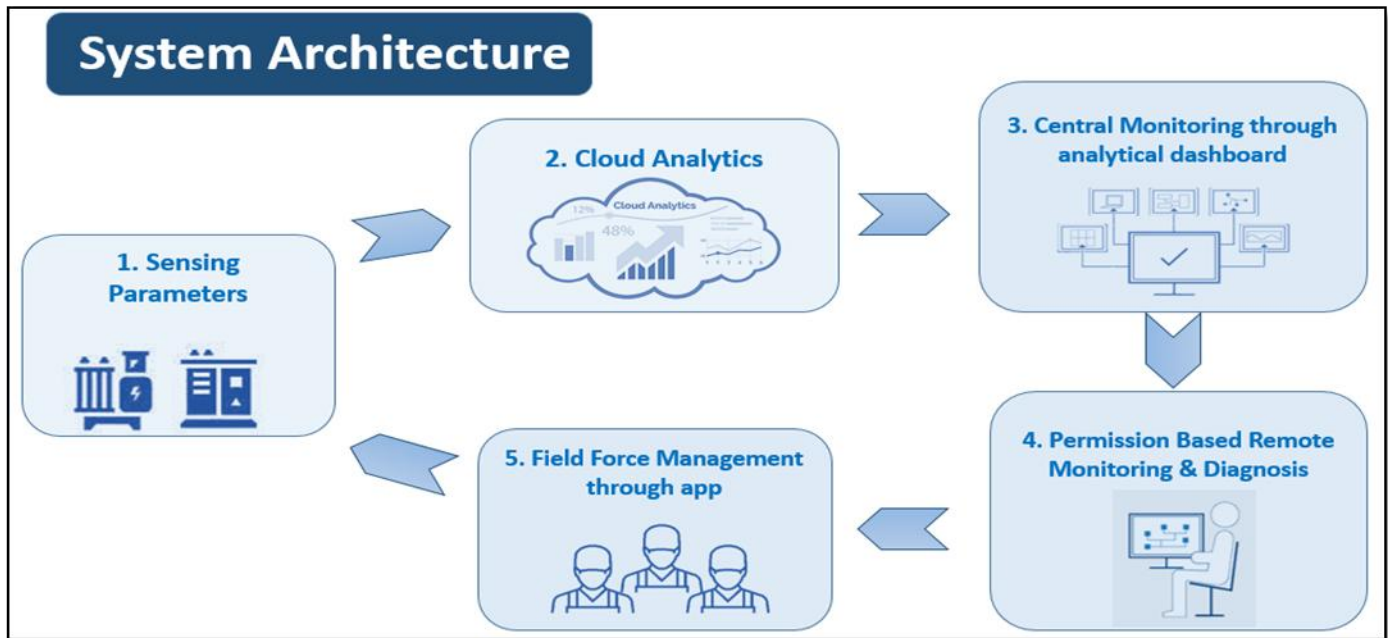 System Architecture
1. Sensing
Parameters
2. Cloud Analytics
Cloud Analytics
12%
48%
3. Central Monitoring through
analytical dashboard
4. Permission Based Remote
Monitoring & Diagnosis
5. Field Force Management
through app